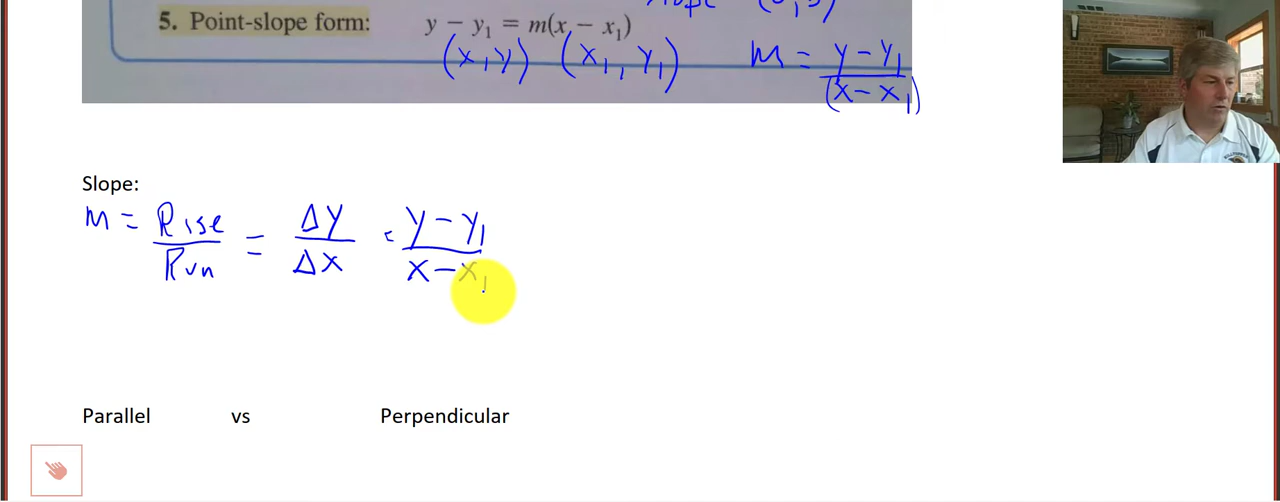 slope
5. Point-slope form: y − y₁ = m(x − x₁)
(x, y) (x₁, y₁) m = y − y₁ / (x − x₁)
Slope:
m = Rise / Run = Δy / Δx = y − y₁ / x − x₁
Parallel vs Perpendicular